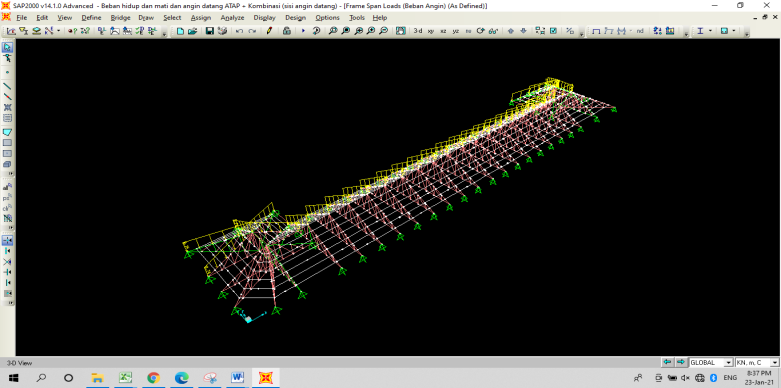 SAP2000 v14.1.0 Advanced - Beban hidup dan mati dan angin datang ATAP + Kombinasi (sisi angin datang) - [Frame Span Loads (Beban Angin) (As Defined)]
File Edit View Define Bridge Draw Select Assign Analyze Display Design Options Tools Help
3-d xy xz yz nv nd
3-D View GLOBAL KN, m, C
ENG 8:37 PM
23-Jan-21